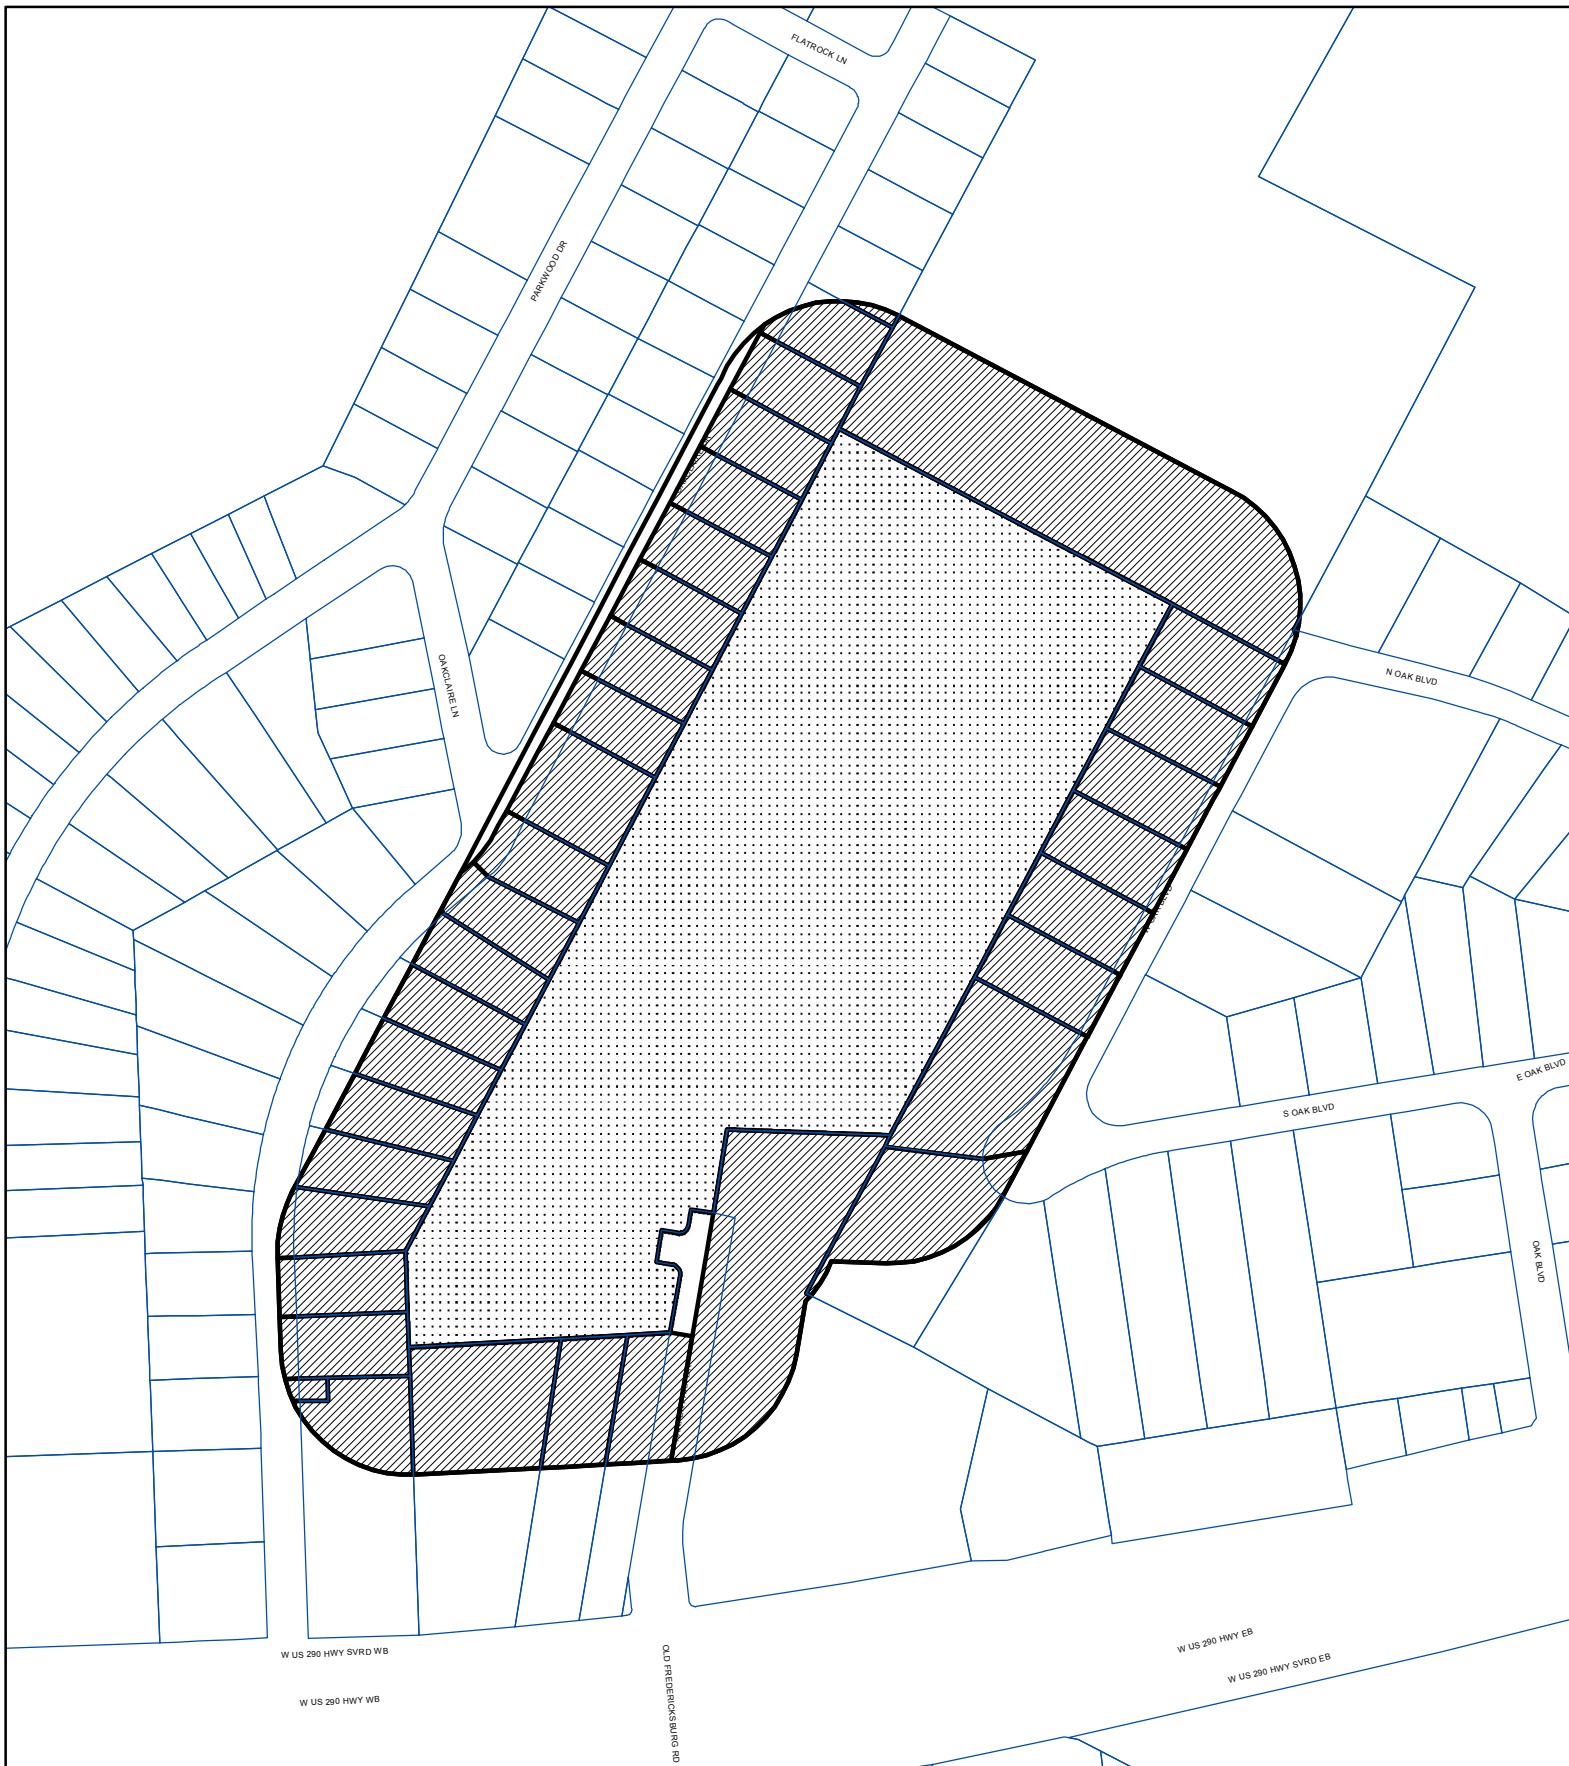 FLATROCK LN
PARKWOOD DR
OAKCLAIRE LN
N OAK BLVD
E OAK BLVD
S OAK BLVD
OAK BLVD
W US 290 HWY EB
W US 290 HWY SVRD WB
W US 290 HWY SVRD EB
W US 290 HWY WB
OLD FREDERICKSBURG RD